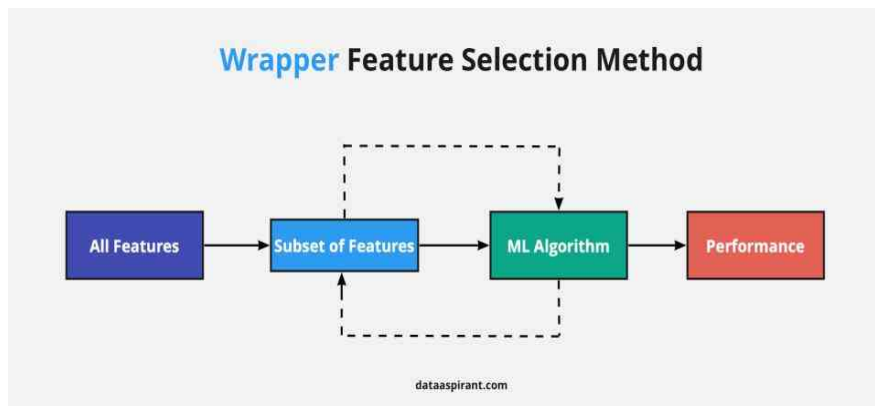 Wrapper Feature Selection Method
All Features
Subset of Features
ML Algorithm
Performance
dataaspirant.com